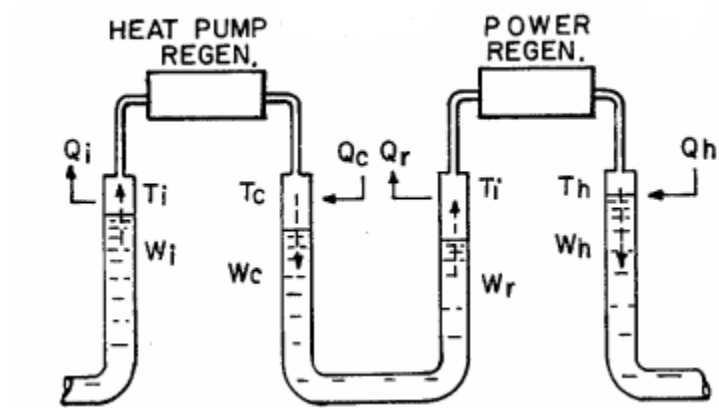 HEAT PUMP
REGEN.
POWER
REGEN.
Qi
Qc
Qr
Qh
Ti
Tc
Ti
Th
Wi
Wc
Wr
Wh